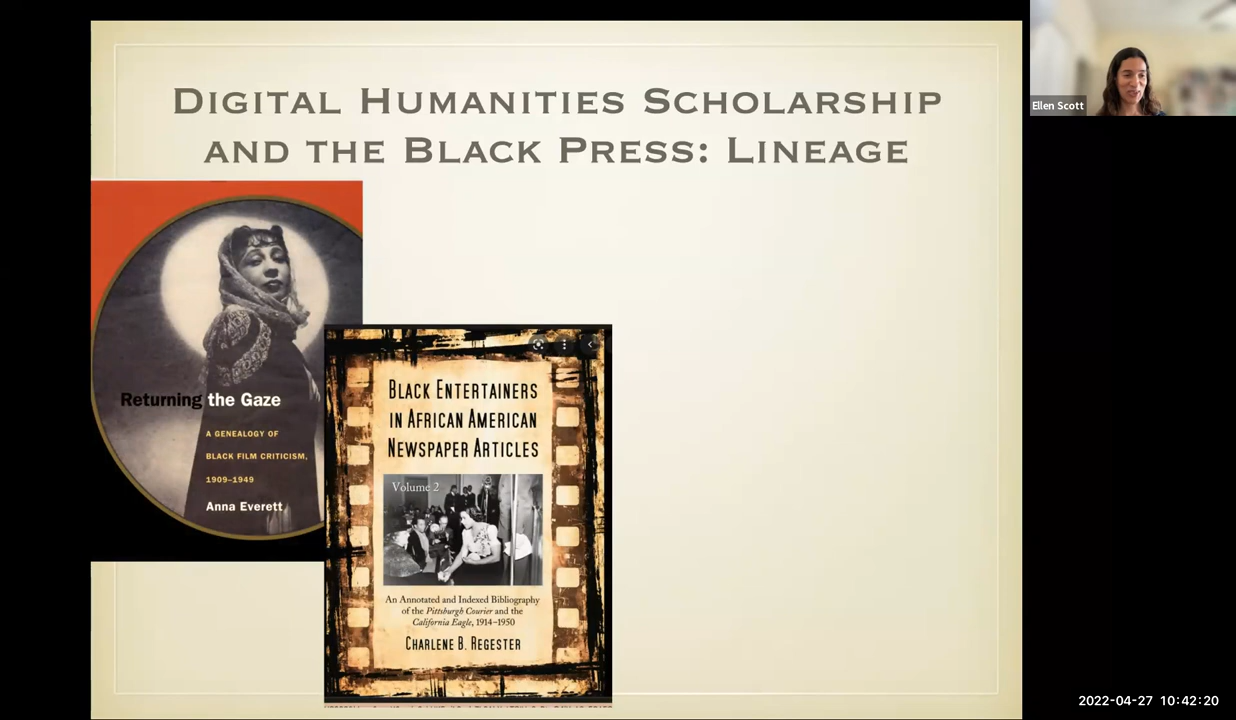 Digital Humanities Scholarship
and the Black Press: Lineage
Ellen Scott
Returning the Gaze
A GENEALOGY OF
BLACK FILM CRITICISM,
1909–1949
Anna Everett
Black Entertainers
in African American
Newspaper Articles
Volume 2
An Annotated and Indexed Bibliography
of the Pittsburgh Courier and the
California Eagle, 1914–1950
Charlene B. Regester
2022-04-27 10:42:20